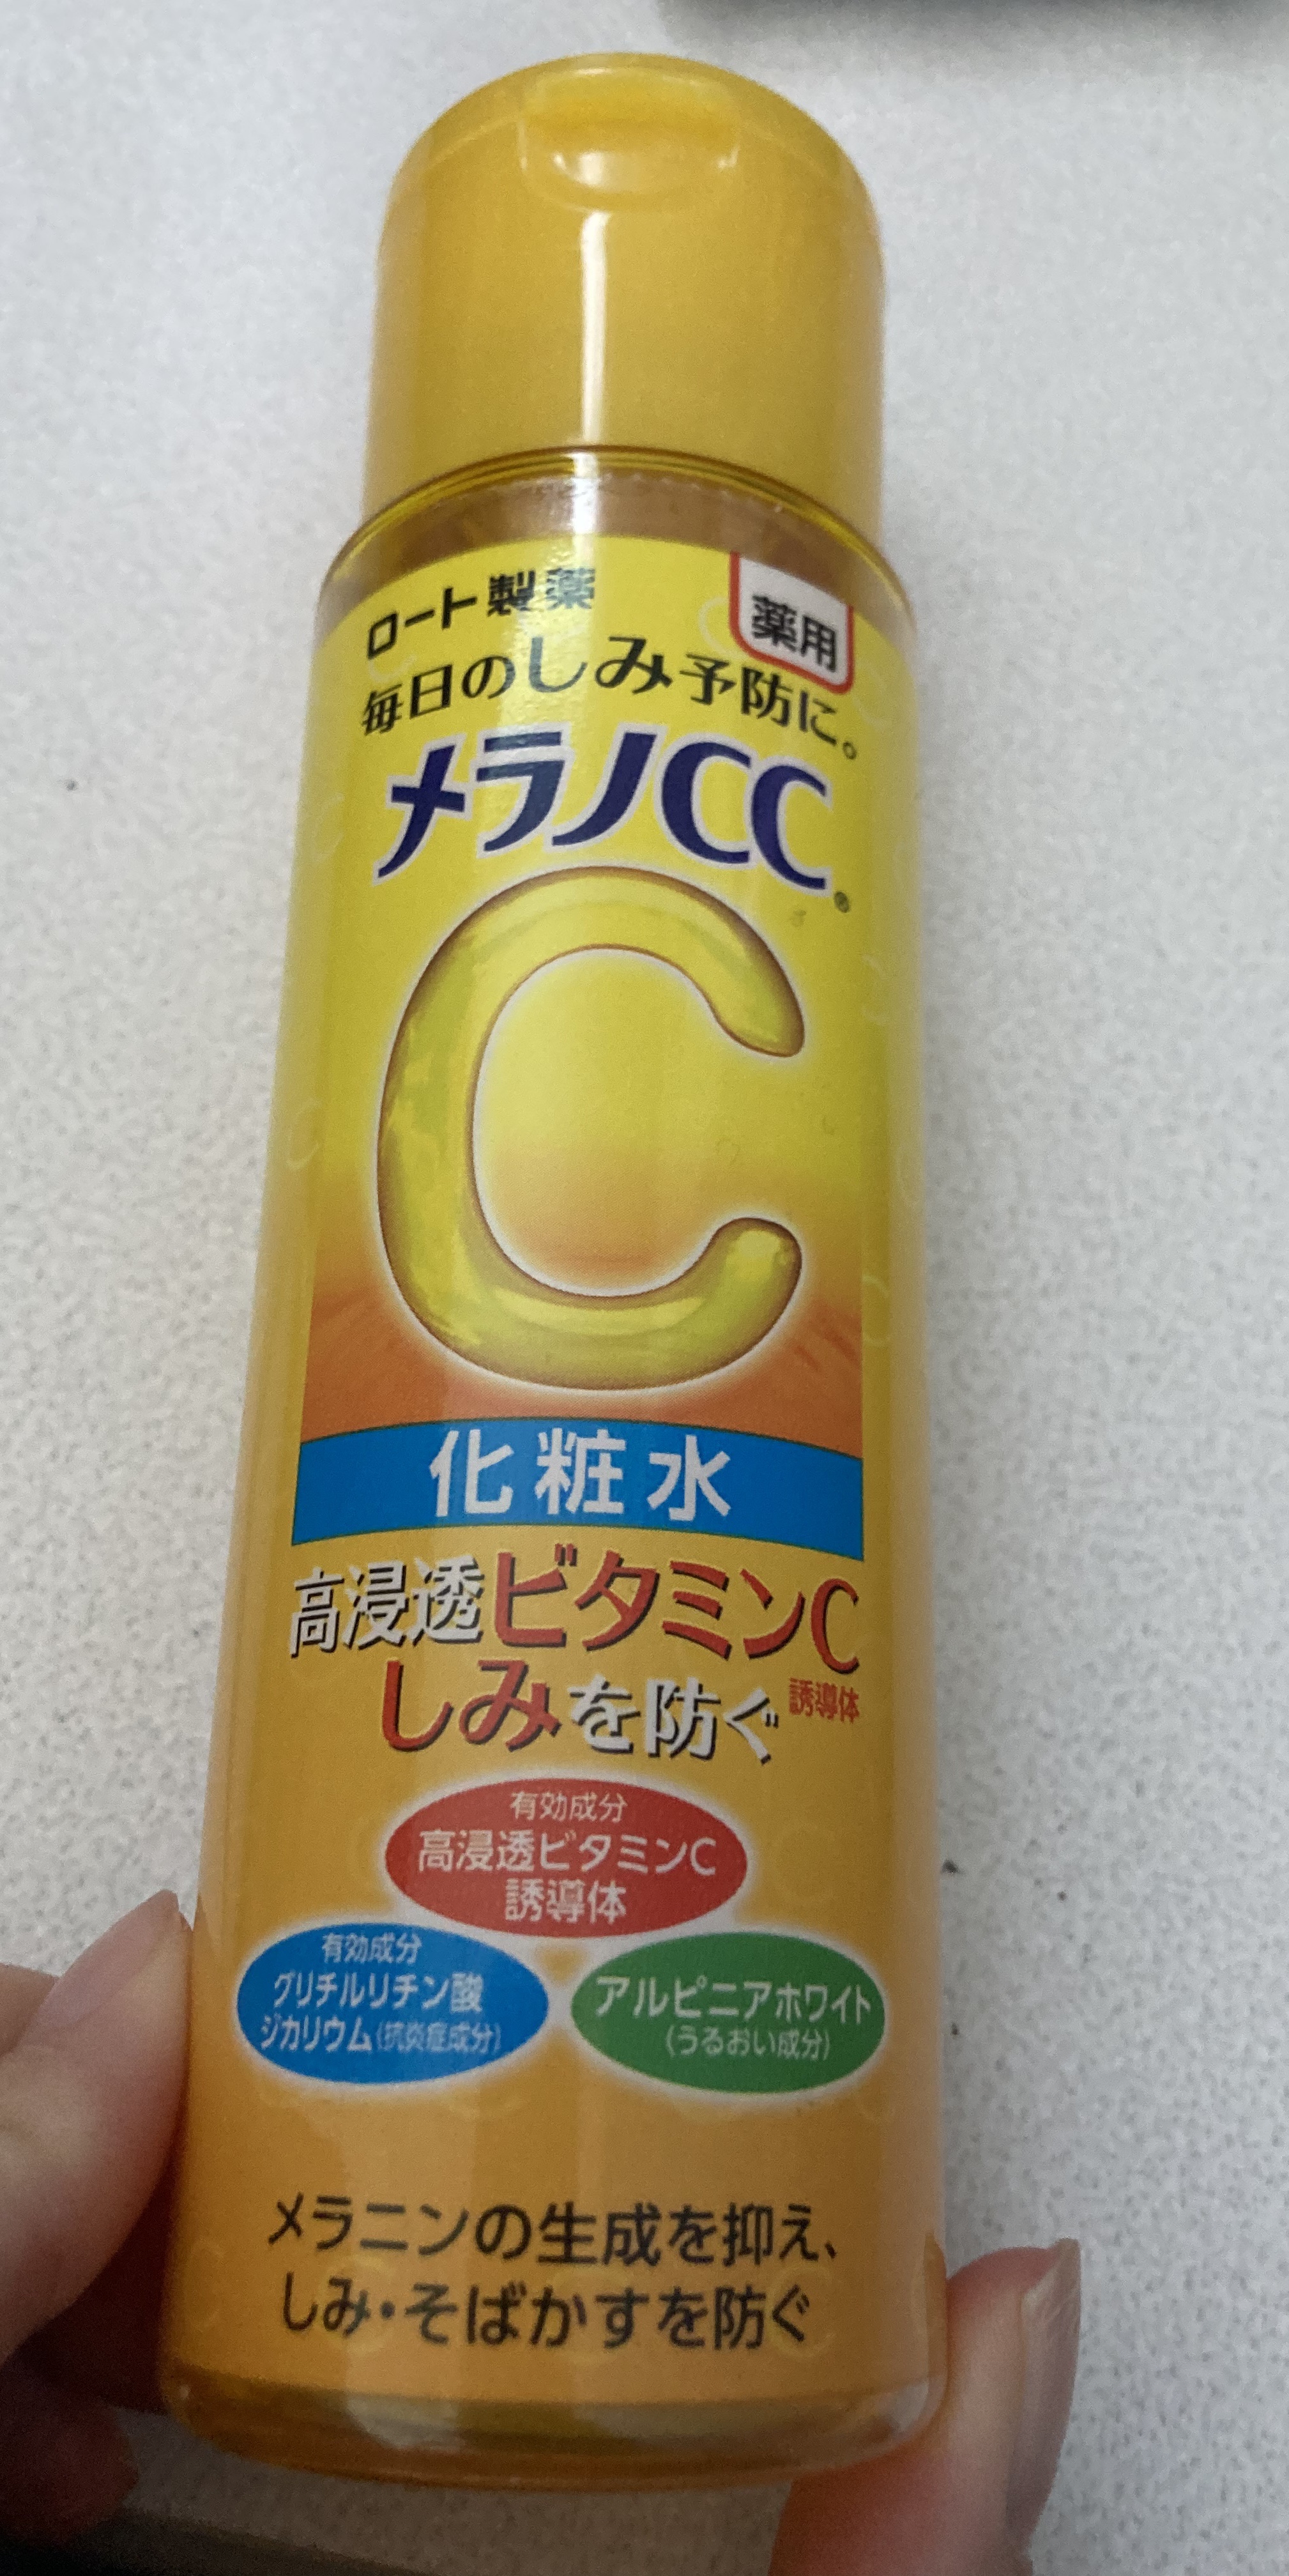 ロート製薬
薬用
毎日のしみ予防に。
メラノCC®
C
化粧水
高浸透ビタミンC
誘導体
しみを防ぐ
有効成分
高浸透ビタミンC
誘導体
有効成分
グリチルリチン酸
ジカリウム(抗炎症成分)
アルピニアホワイト
(うるおい成分)
メラニンの生成を抑え、
しみ・そばかすを防ぐ